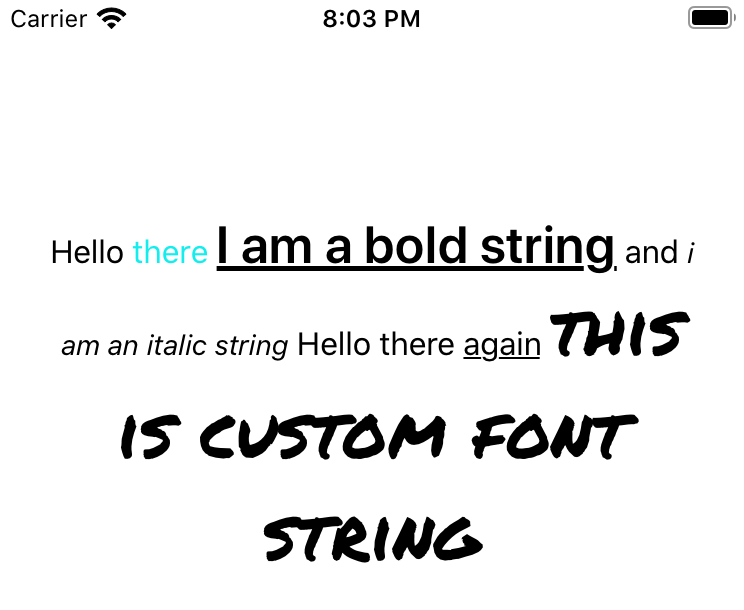 Carrier 8:03 PM
Hello there I am a bold string and i
am an italic string Hello there again THIS
IS CUSTOM FONT
STRING